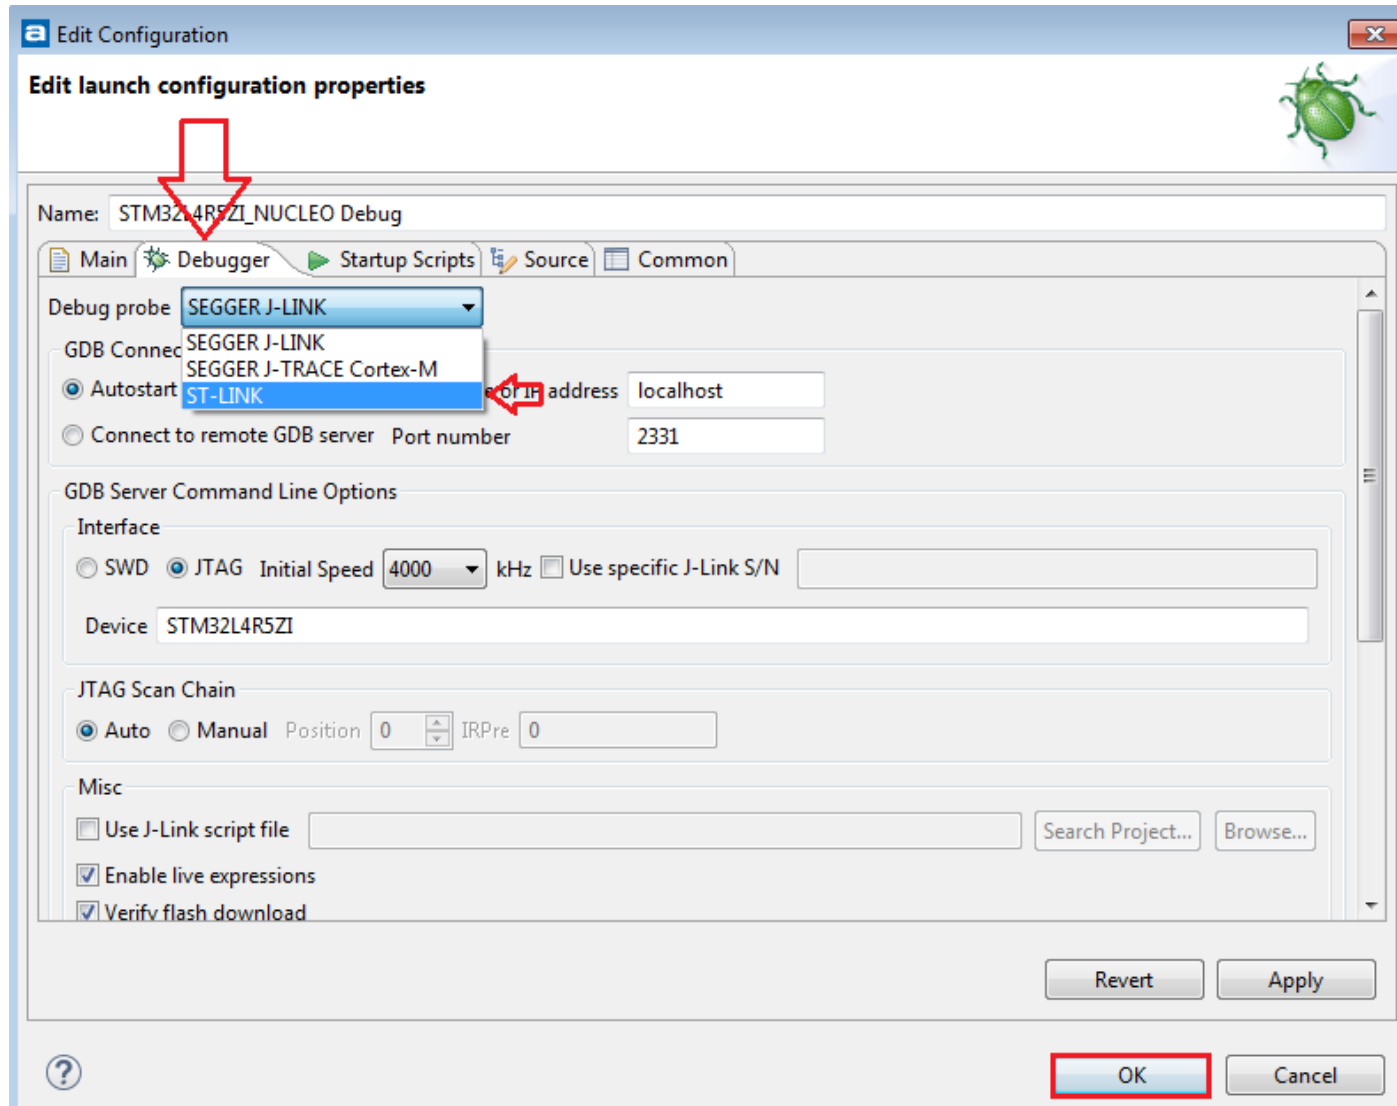 Edit Configuration
Edit launch configuration properties
Name: STM32L4R5ZI_NUCLEO Debug
Main Debugger Startup Scripts Source Common
Debug probe SEGGER J-LINK
SEGGER J-LINK
SEGGER J-TRACE Cortex-M
ST-LINK
GDB Connec
Autostart or IP address localhost
Connect to remote GDB server Port number 2331
GDB Server Command Line Options
Interface
SWD JTAG Initial Speed 4000 kHz Use specific J-Link S/N
Device STM32L4R5ZI
JTAG Scan Chain
Auto Manual Position 0 IRPre 0
Misc
Use J-Link script file Search Project... Browse...
Enable live expressions
Verify flash download
Revert Apply
? OK Cancel